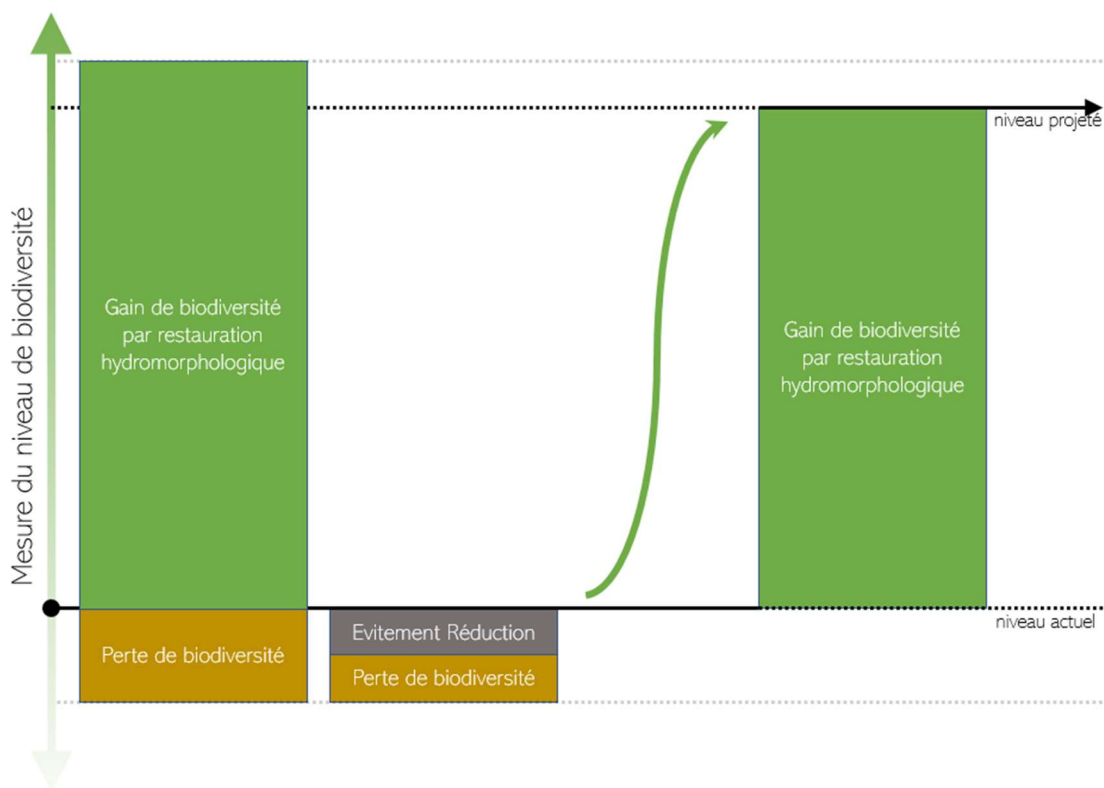 Mesure du niveau de biodiversité
niveau projeté
Gain de biodiversité
par restauration
hydromorphologique
Gain de biodiversité
par restauration
hydromorphologique
niveau actuel
Perte de biodiversité
Evitement Réduction
Perte de biodiversité